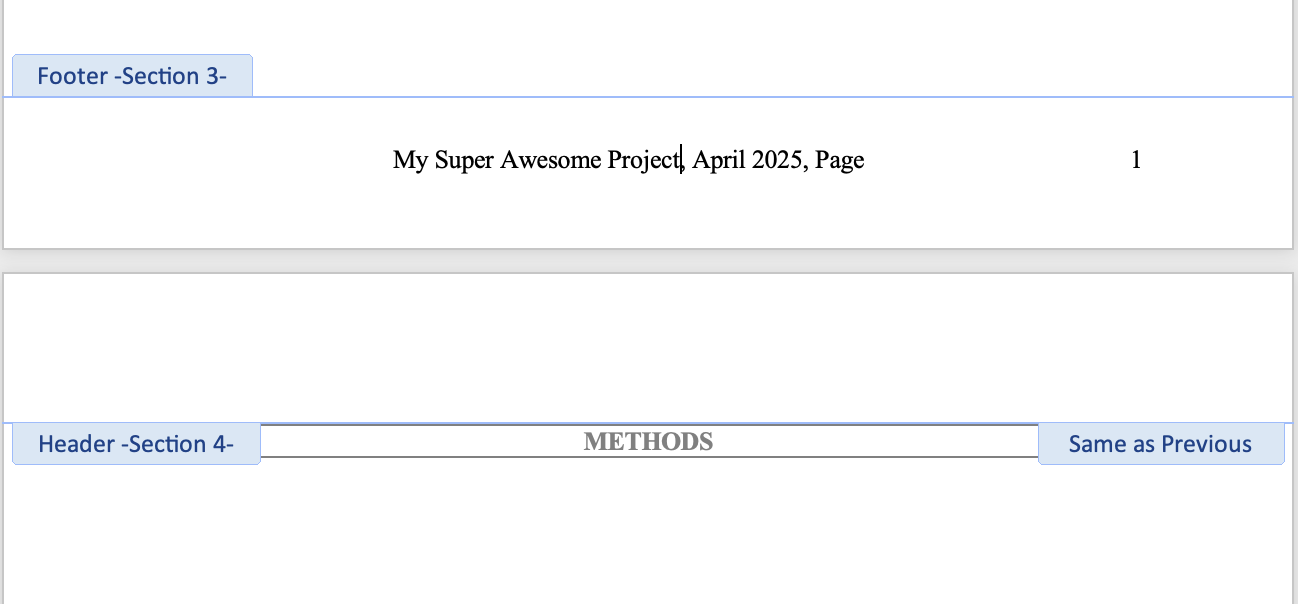 Footer -Section 3-
My Super Awesome Project, April 2025, Page 1
Header -Section 4- METHODS Same as Previous